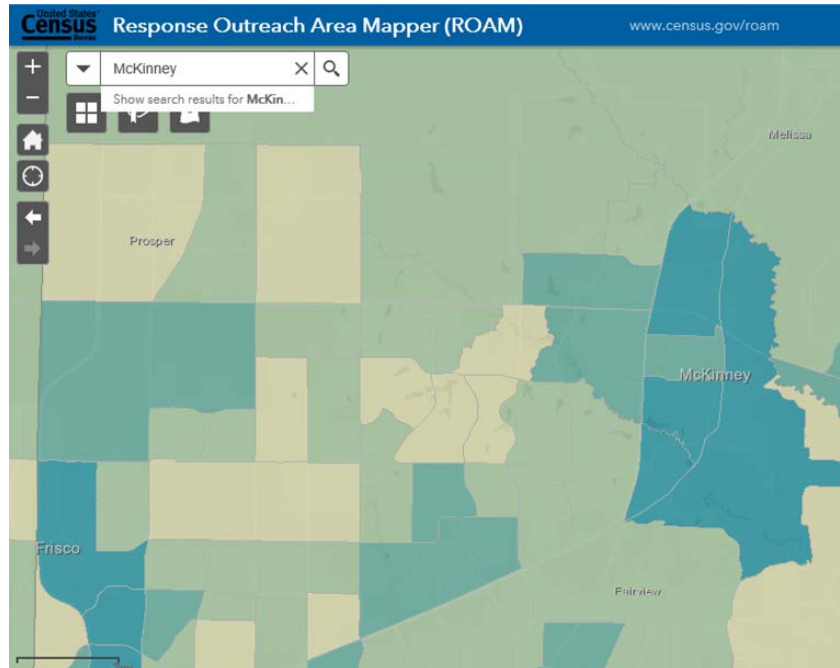 United States®
Census
Bureau
Response Outreach Area Mapper (ROAM)
www.census.gov/roam
McKinney
Show search results for McKin...
Melissa
Prosper
McKinney
Frisco
Fairview